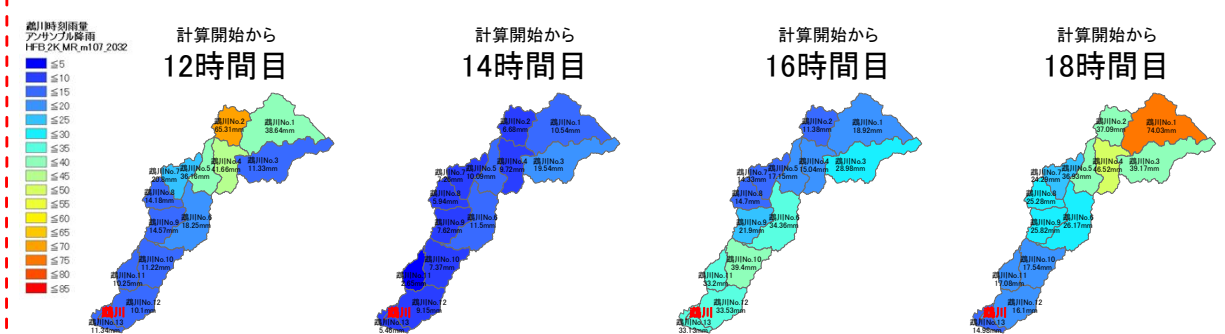 鵡川時刻雨量
アンサンブル降雨
HFB_2K_MR_m107_2032
≦5
≦10
≦15
≦20
≦25
≦30
≦35
≦40
≦45
≦50
≦55
≦60
≦65
≦70
≦75
≦80
≦85
計算開始から
12時間目
鵡川No.2
65.31mm
鵡川No.1
38.64mm
鵡川No.3
11.33mm
41.66mm
鵡川No.5
36.16mm
鵡川No.7
鵡川No.8
14.18mm
鵡川No.9
14.57mm
鵡川No.6
18.25mm
鵡川No.10
11.22mm
鵡川No.11
10.25mm
鵡川No.12
10.1mm
鵡川
鵡川No.13
11.34mm
計算開始から
14時間目
鵡川No.2
6.68mm
鵡川No.1
10.54mm
鵡川No.3
19.54mm
鵡川No.4
9.72mm
鵡川No.5
10.09mm
鵡川No.7
鵡川No.8
5.94mm
鵡川No.9
7.62mm
鵡川No.6
11.5mm
鵡川No.10
7.37mm
鵡川No.12
9.15mm
鵡川
鵡川No.13
5.46mm
計算開始から
16時間目
鵡川No.2
11.38mm
鵡川No.1
18.92mm
鵡川No.3
28.98mm
鵡川No.4
15.04mm
鵡川No.5
17.15mm
鵡川No.7
14.33mm
鵡川No.8
14.7mm
鵡川No.9
21.9mm
鵡川No.6
34.36mm
鵡川No.10
39.4mm
鵡川No.11
33.2mm
鵡川No.12
33.53mm
鵡川
鵡川No.13
33.13mm
計算開始から
18時間目
鵡川No.2
37.09mm
鵡川No.1
74.03mm
鵡川No.3
39.17mm
鵡川No.4
46.52mm
鵡川No.5
36.93mm
鵡川No.7
24.29mm
鵡川No.8
25.28mm
鵡川No.9
25.82mm
鵡川No.6
26.17mm
鵡川No.10
17.54mm
鵡川No.11
17.08mm
鵡川No.12
16.1mm
鵡川
鵡川No.13
14.98mm